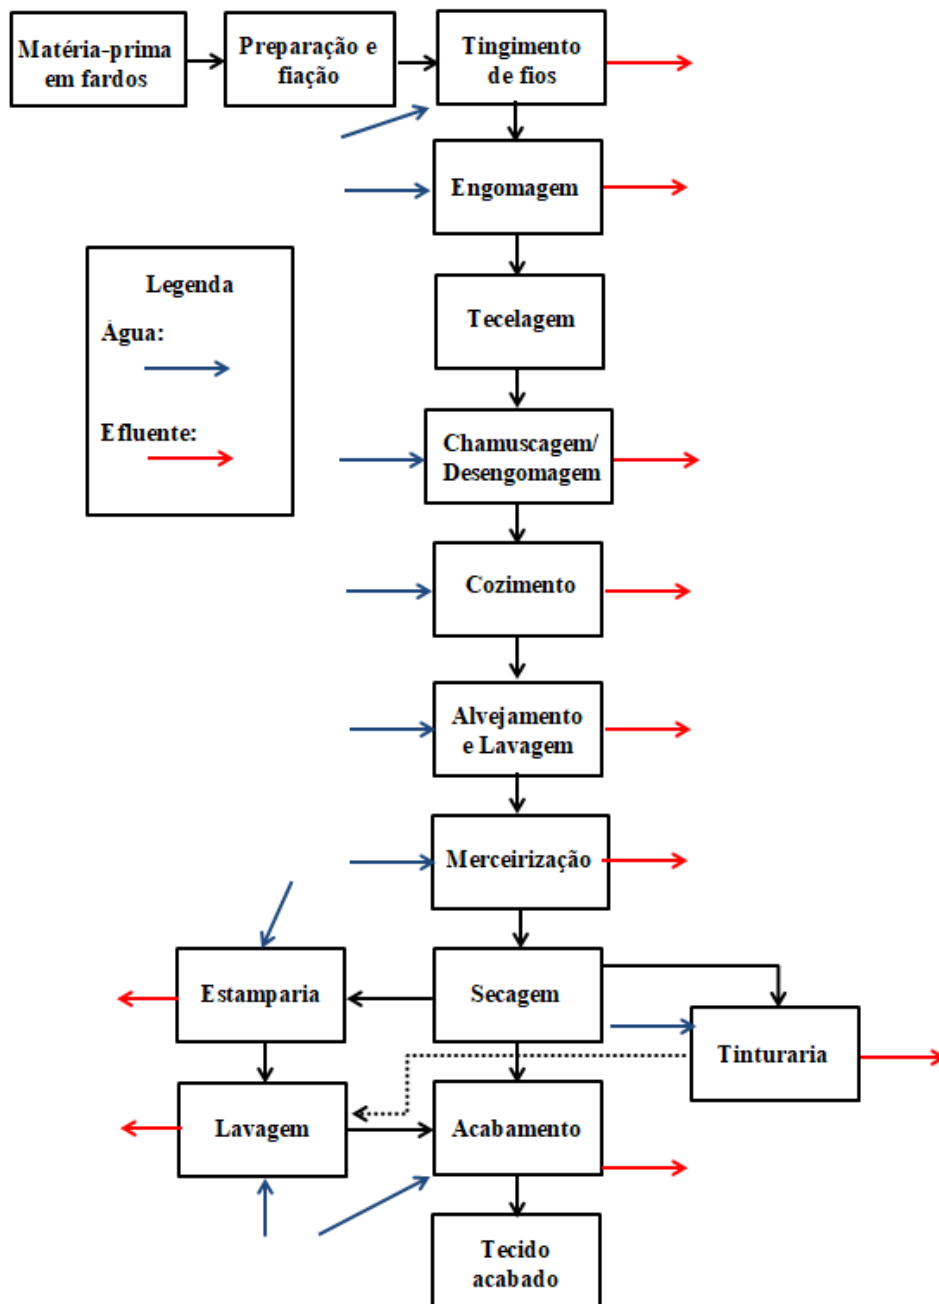 Matéria-prima
em fardos
Preparação e
fiação
Tingimento
de fios
Engomagem
Legenda
Água:
Efluente:
Tecelagem
Chamuscagem/
Desengomagem
Cozimento
Alvejamento
e Lavagem
Merceirização
Estamparia
Secagem
Tinturaria
Lavagem
Acabamento
Tecido
acabado